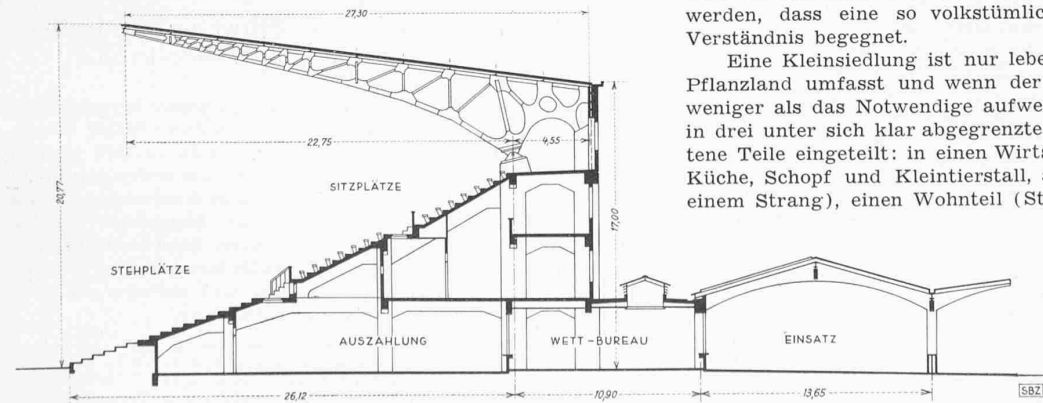 27,30
werden, dass eine so volkstümlic
Verständnis begegnet.
Eine Kleinsiedlung ist nur lebe
Pflanzland umfasst und wenn der
weniger als das Notwendige aufwe
in drei unter sich klar abgegrenzte
tene Teile eingeteilt: in einen Wirts
Küche, Schopf und Kleintierstall,
einem Strang), einen Wohnteil (St
22,75
4,55
20,77
SITZPLÄTZE
17,00
STEHPLÄTZE
AUSZAHLUNG
WETT-BUREAU
EINSATZ
26,12
10,90
13,65
SBZ